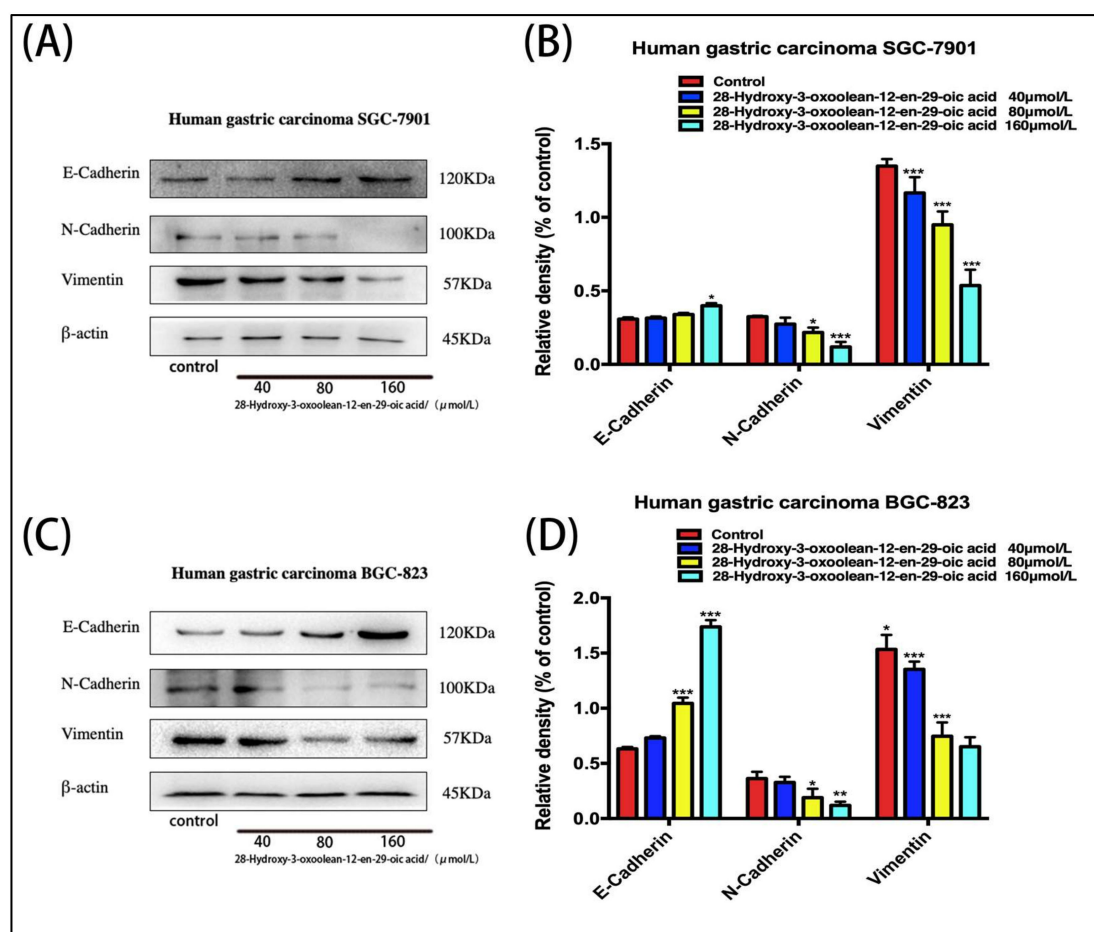 (A)
Human gastric carcinoma SGC-7901
E-Cadherin
120KDa
N-Cadherin
100KDa
Vimentin
57KDa
β-actin
45KDa
control
40 80 160
28-Hydroxy-3-oxoolean-12-en-29-oic acid/ (μmol/L)
(B)
Human gastric carcinoma SGC-7901
Control
28-Hydroxy-3-oxoolean-12-en-29-oic acid 40μmol/L
28-Hydroxy-3-oxoolean-12-en-29-oic acid 80μmol/L
28-Hydroxy-3-oxoolean-12-en-29-oic acid 160μmol/L
Relative density (% of control)
1.5
1.0
0.5
0.0
*
*
***
***
***
***
E-Cadherin
N-Cadherin
Vimentin
(C)
Human gastric carcinoma BGC-823
E-Cadherin
120KDa
N-Cadherin
100KDa
Vimentin
57KDa
β-actin
45KDa
control
40 80 160
28-Hydroxy-3-oxoolean-12-en-29-oic acid/ (μmol/L)
(D)
Human gastric carcinoma BGC-823
Control
28-Hydroxy-3-oxoolean-12-en-29-oic acid 40μmol/L
28-Hydroxy-3-oxoolean-12-en-29-oic acid 80μmol/L
28-Hydroxy-3-oxoolean-12-en-29-oic acid 160μmol/L
Relative density (% of control)
2.0
1.5
1.0
0.5
0.0
***
***
*
**
*
***
***
E-Cadherin
N-Cadherin
Vimentin